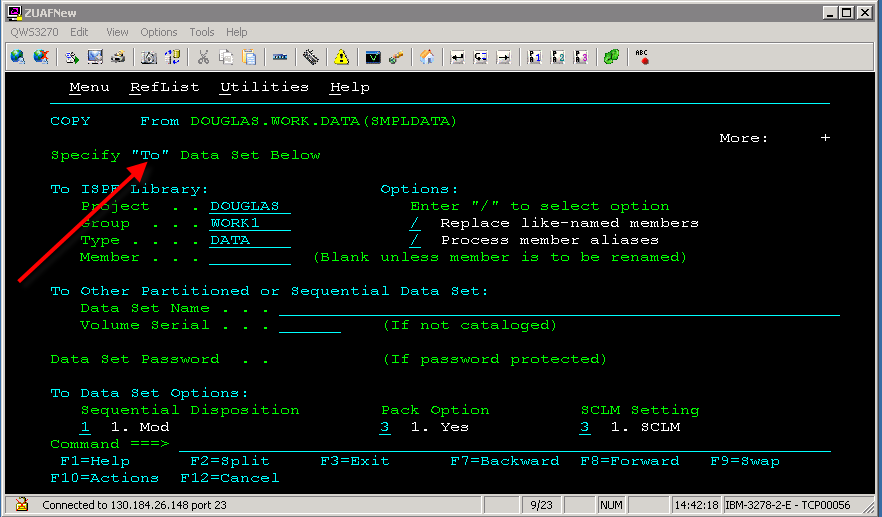 ZUAFNew
QWS3270 Edit View Options Tools Help
1 2 3 ABC
Menu RefList Utilities Help
COPY From DOUGLAS.WORK.DATA(SMPLDATA)
More: +
Specify "To" Data Set Below
To ISPF Library: Options:
Project . . DOUGLAS Enter "/" to select option
Group . . . WORK1 / Replace like-named members
Type . . . . DATA / Process member aliases
Member . . . (Blank unless member is to be renamed)
To Other Partitioned or Sequential Data Set:
Data Set Name . . .
Volume Serial . . . (If not cataloged)
Data Set Password . . (If password protected)
To Data Set Options:
Sequential Disposition Pack Option SCLM Setting
1 1. Mod 3 1. Yes 3 1. SCLM
Command ===>
F1=Help F2=Split F3=Exit F7=Backward F8=Forward F9=Swap
F10=Actions F12=Cancel
Connected to 130.184.26.148 port 23 9/23 NUM 14:42:18 IBM-3278-2-E - TCP00056